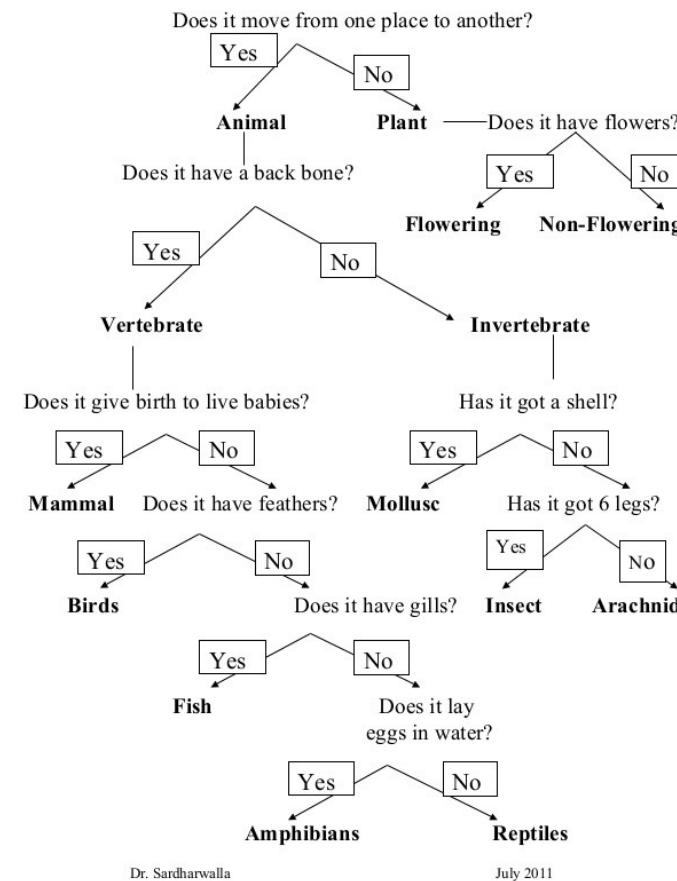 Does it move from one place to another?
Yes
No
Animal
Plant
Does it have flowers?
Does it have a back bone?
Yes
No
Flowering
Non-Flowering
Yes
No
Vertebrate
Invertebrate
Does it give birth to live babies?
Has it got a shell?
Yes
No
Yes
No
Mammal
Does it have feathers?
Mollusc
Has it got 6 legs?
Yes
No
Yes
No
Birds
Does it have gills?
Insect
Arachnid
Yes
No
Fish
Does it lay
eggs in water?
Yes
No
Amphibians
Reptiles
Dr. Sardharwalla
July 2011